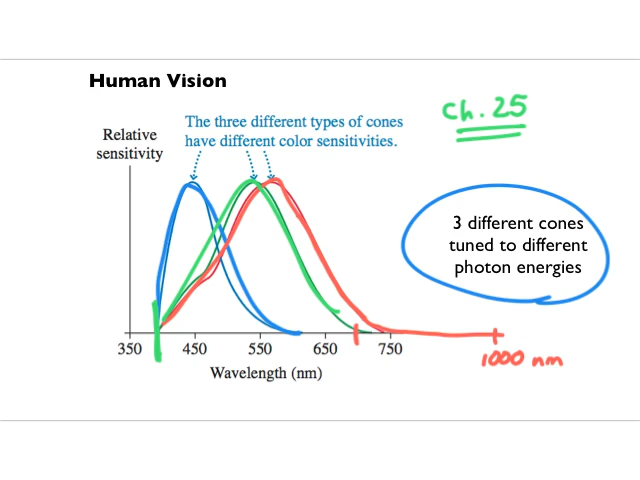 Human Vision
ch. 25
The three different types of cones
have different color sensitivities.
Relative
sensitivity
3 different cones
tuned to different
photon energies
350 450 550 650 750
1000 nm
Wavelength (nm)